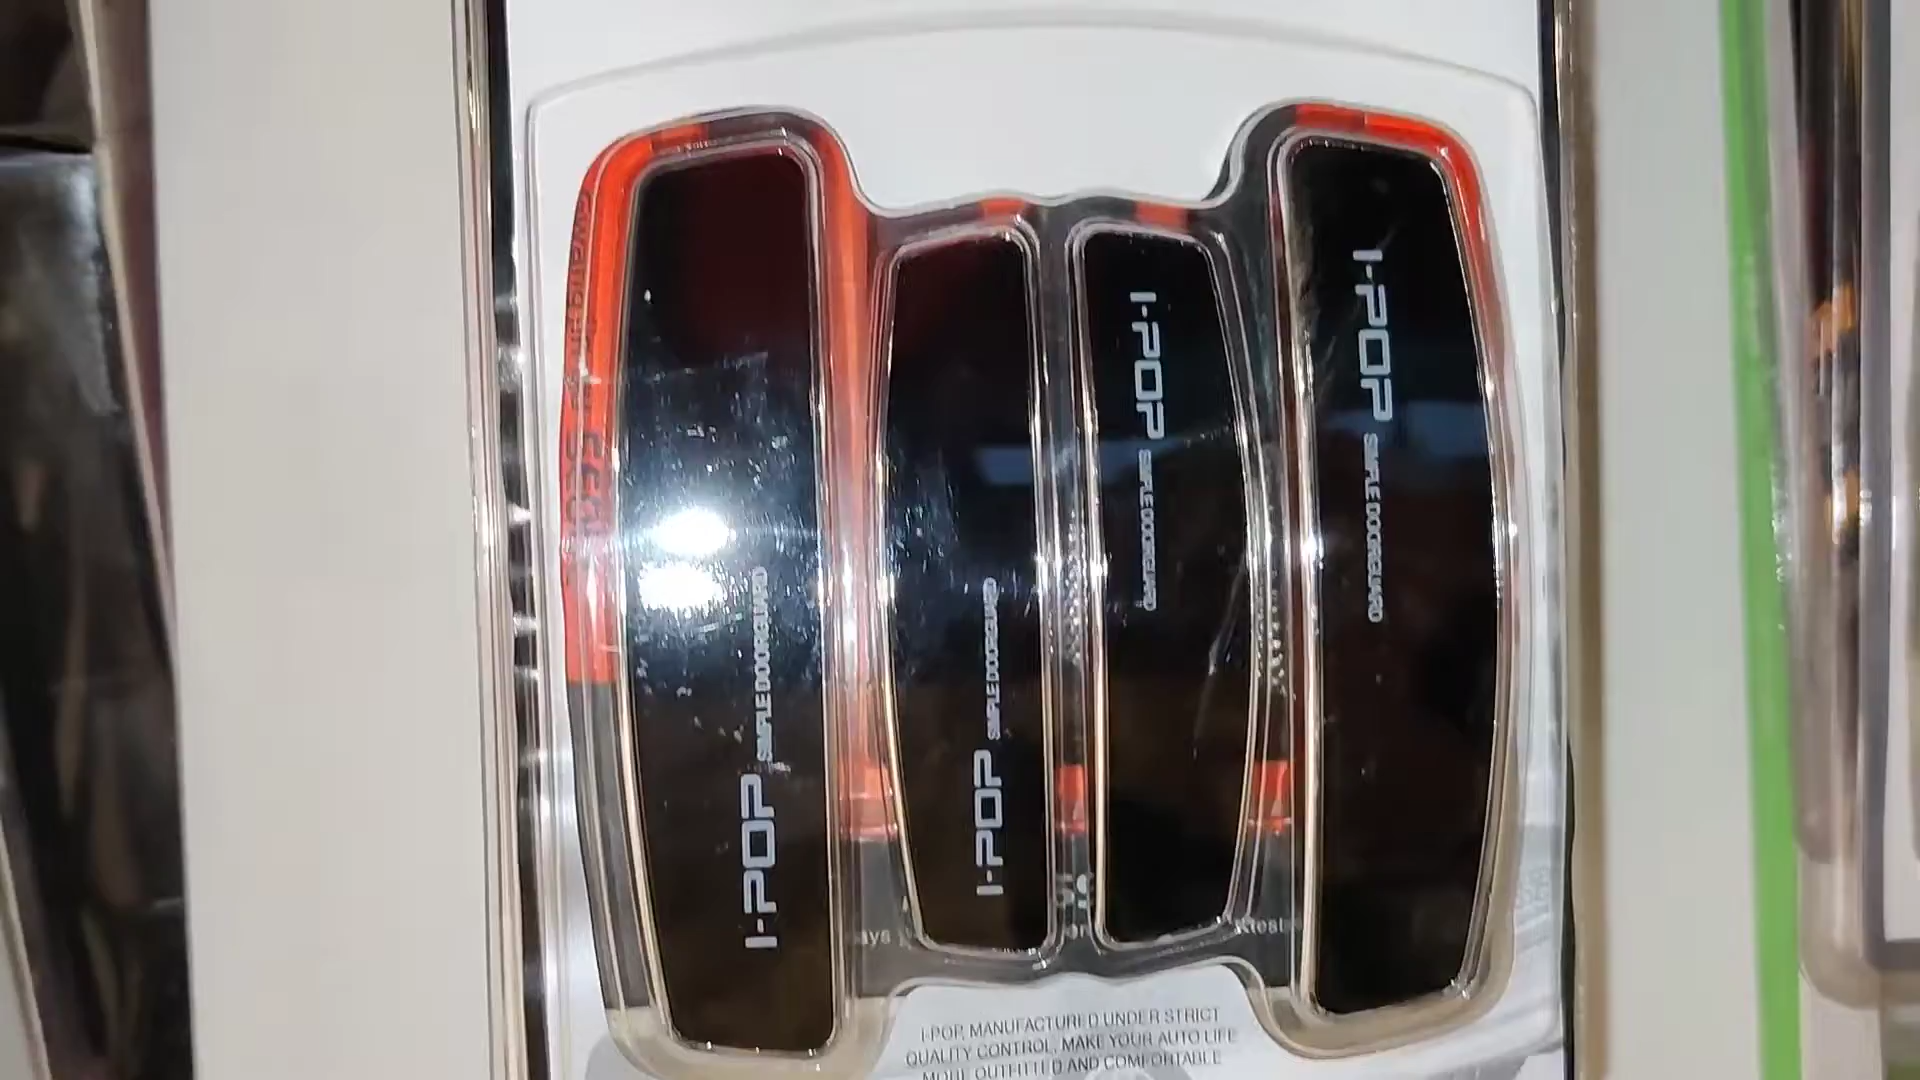 I-POP SIMPLE DOORGUARD
I-POP SIMPLE DOORGUARD
I-POP SIMPLE DOORGUARD
I-POP SIMPLE DOORGUARD
I-POP, MANUFACTURED UNDER STRICT
QUALITY CONTROL, MAKE YOUR AUTO LIFE
MORE OUTFITTED AND COMFORTABLE